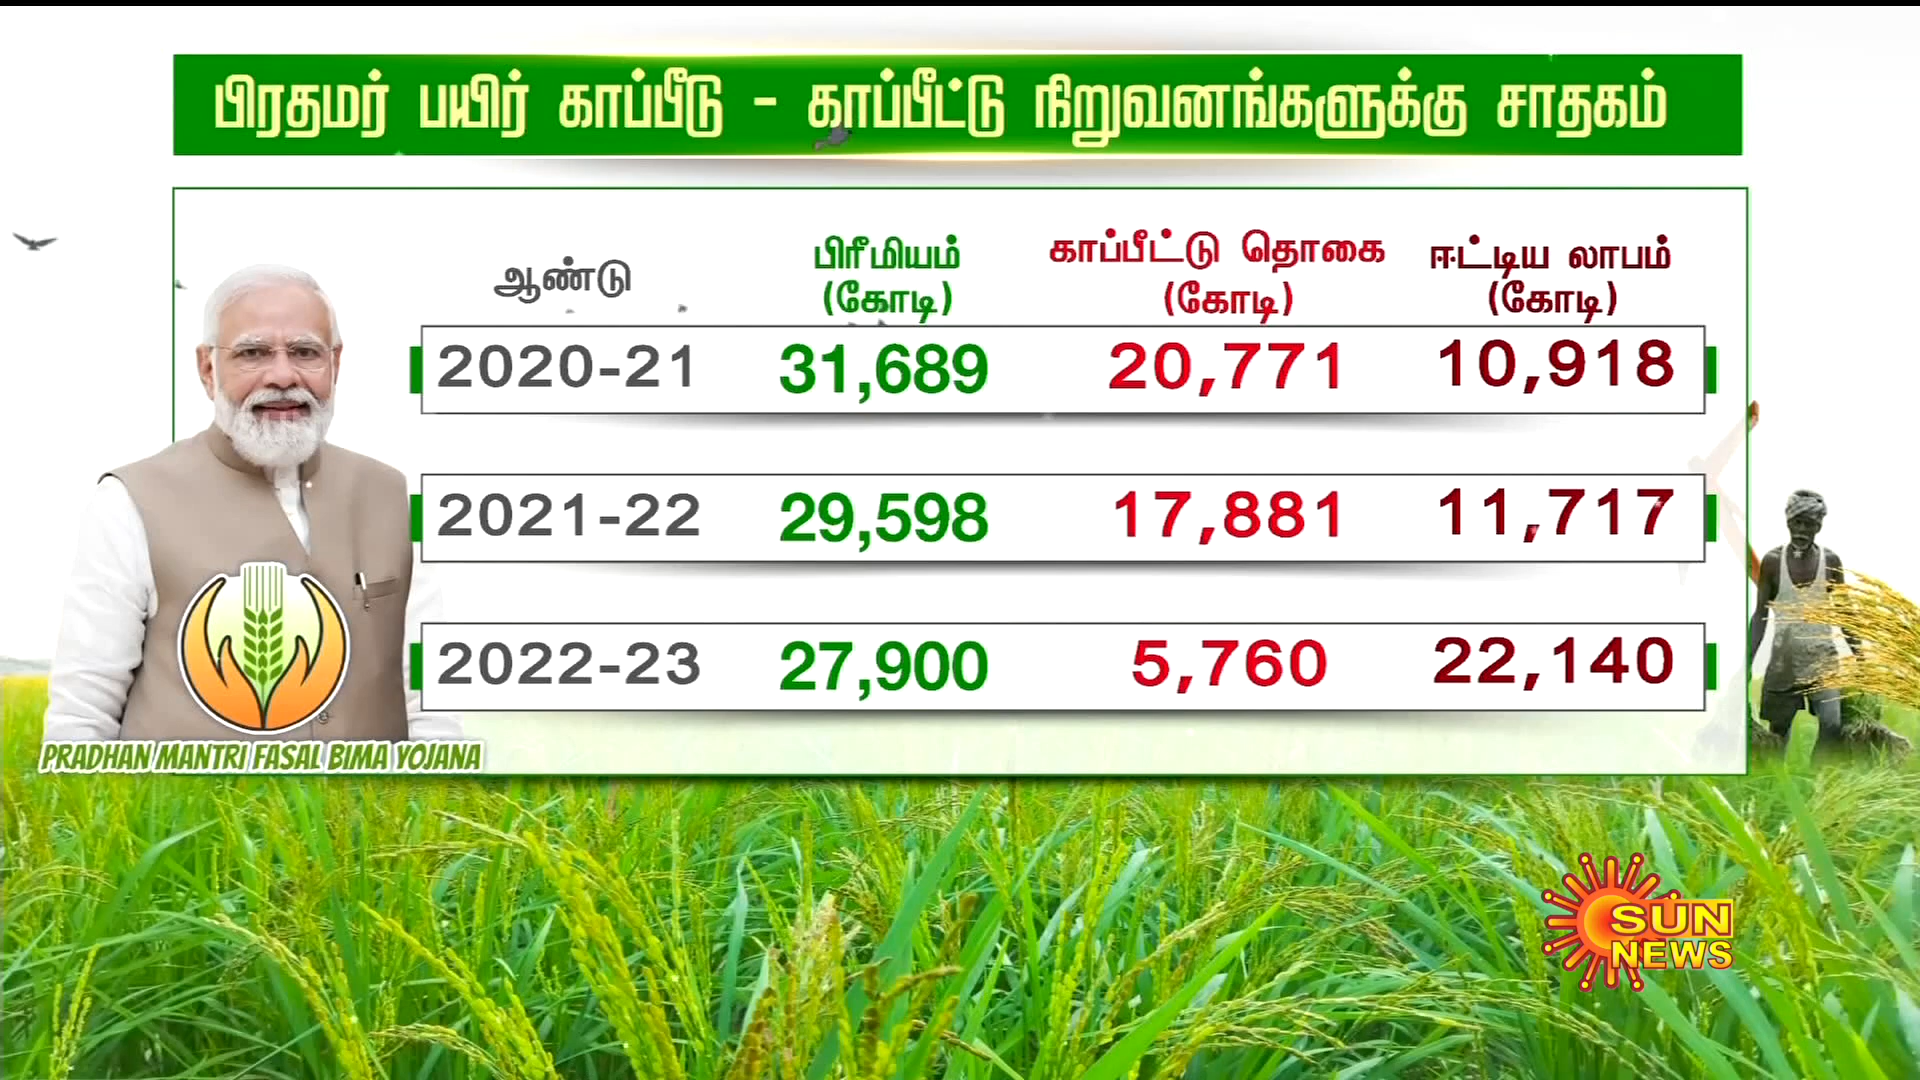 பிரதமர் பயிர் காப்பீடு - காப்பீட்டு நிறுவனங்களுக்கு சாதகம்
ஆண்டு பிரீமியம் (கோடி) காப்பீட்டு தொகை (கோடி) ஈட்டிய லாபம் (கோடி)
2020-21 31,689 20,771 10,918
2021-22 29,598 17,881 11,717
2022-23 27,900 5,760 22,140
PRADHAN MANTRI FASAL BIMA YOJANA
SUN
NEWS